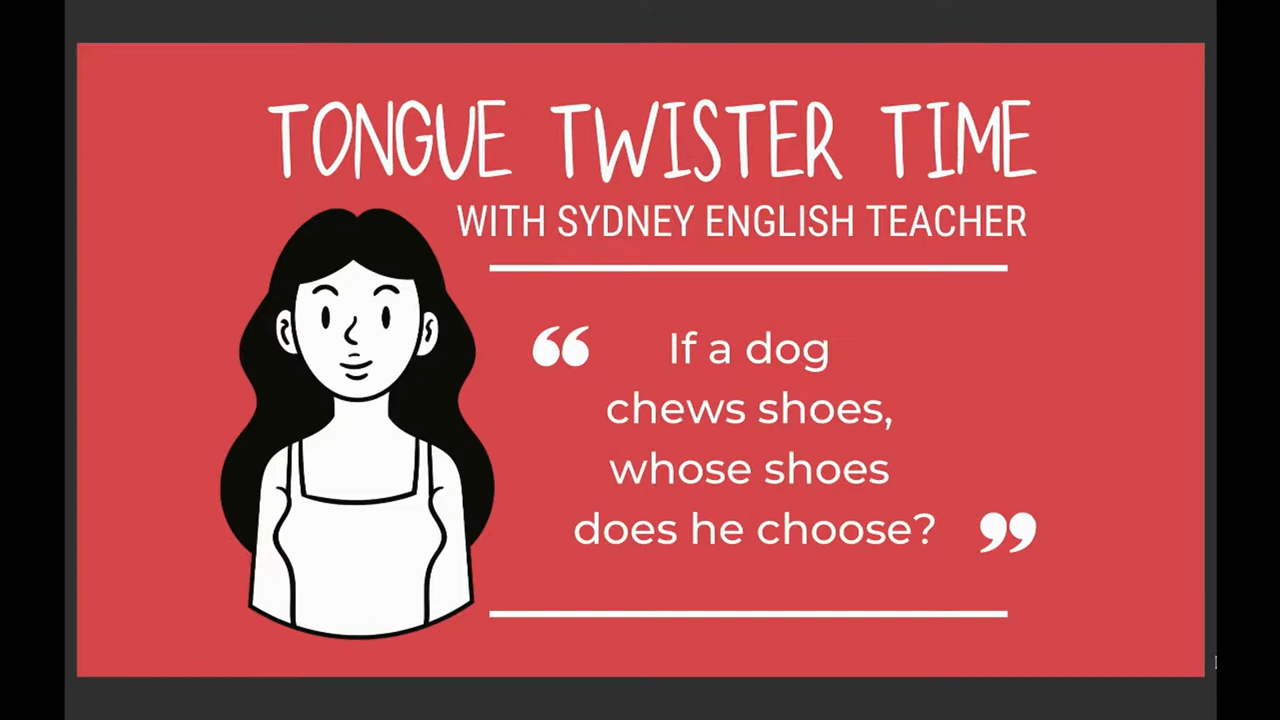 TONGUE TWISTER TIME
WITH SYDNEY ENGLISH TEACHER
“ If a dog
chews shoes,
whose shoes
does he choose? ”